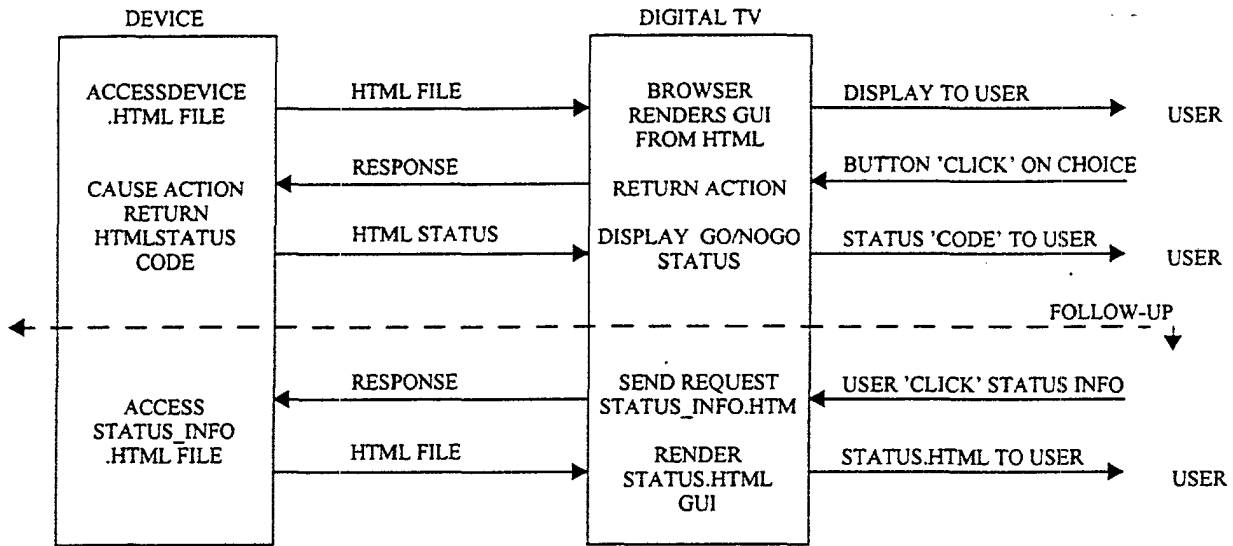 DEVICE
DIGITAL TV
ACCESSDEVICE
.HTML FILE
HTML FILE
BROWSER
RENDERS GUI
FROM HTML
DISPLAY TO USER
USER
CAUSE ACTION
RETURN
HTMLSTATUS
CODE
RESPONSE
RETURN ACTION
BUTTON 'CLICK' ON CHOICE
HTML STATUS
DISPLAY GO/NOGO
STATUS
STATUS 'CODE' TO USER
USER
FOLLOW-UP
ACCESS
STATUS_INFO
.HTML FILE
RESPONSE
SEND REQUEST
STATUS_INFO.HTM
USER 'CLICK' STATUS INFO
HTML FILE
RENDER
STATUS.HTML
GUI
STATUS.HTML TO USER
USER